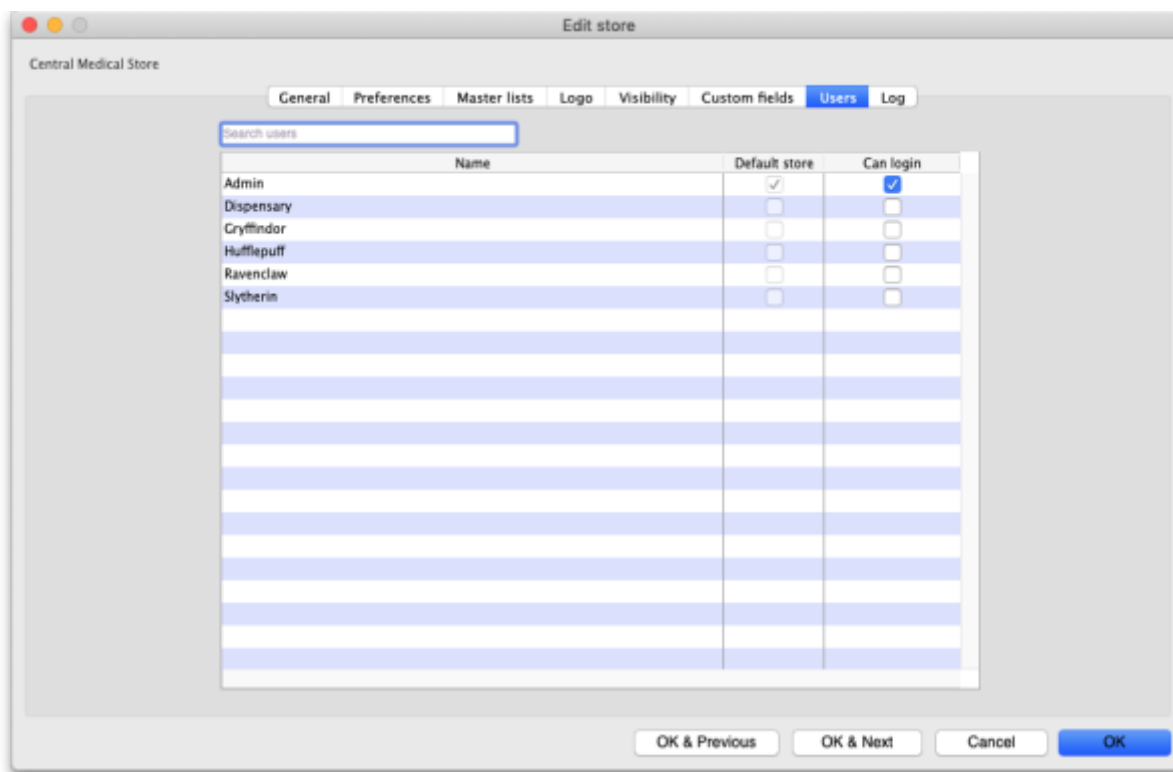 Edit store
Central Medical Store
General Preferences Master lists Logo Visibility Custom fields Users Log
Search users
Name Default store Can login
Admin
Dispensary
Gryffindor
Hufflepuff
Ravenclaw
Slytherin
OK & Previous OK & Next Cancel OK